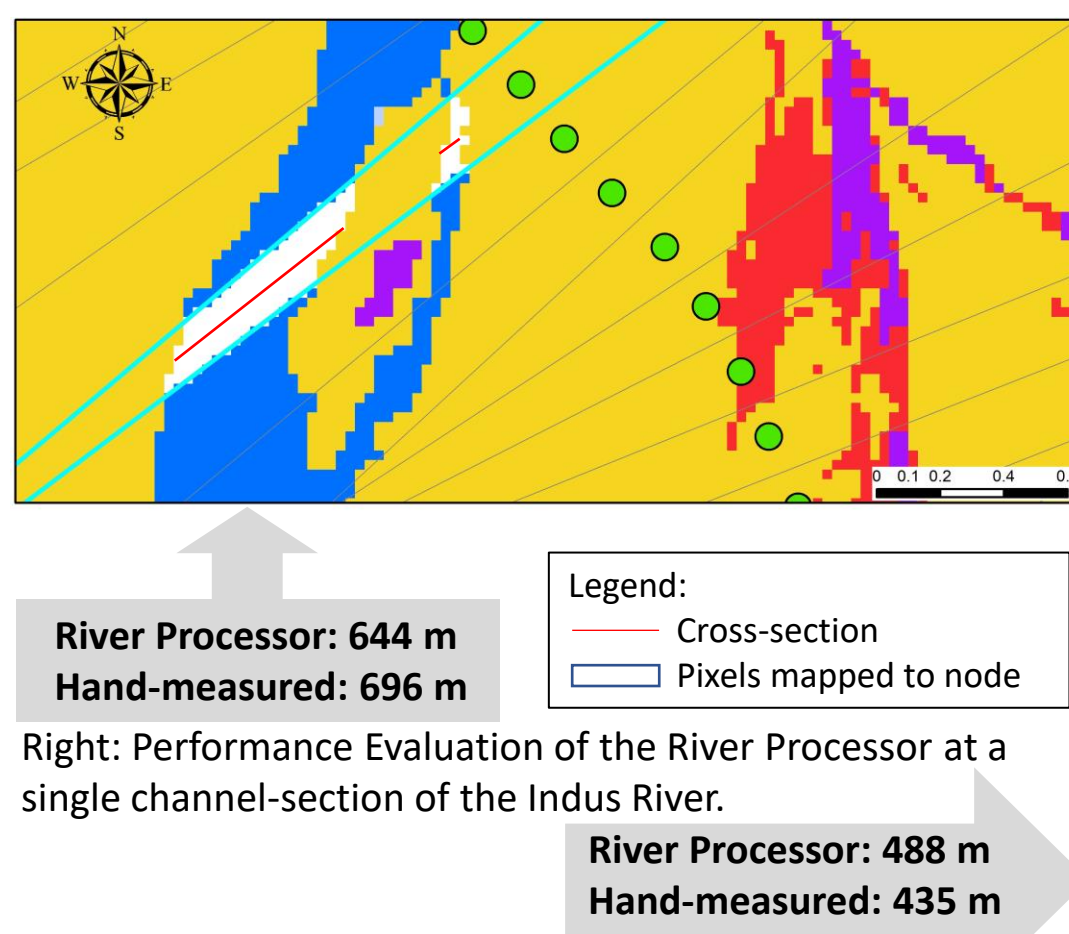 N
W E
S
0 0.1 0.2 0.4 0.
River Processor: 644 m
Hand-measured: 696 m
Legend:
Cross-section
Pixels mapped to node
Right: Performance Evaluation of the River Processor at a
single channel-section of the Indus River.
River Processor: 488 m
Hand-measured: 435 m